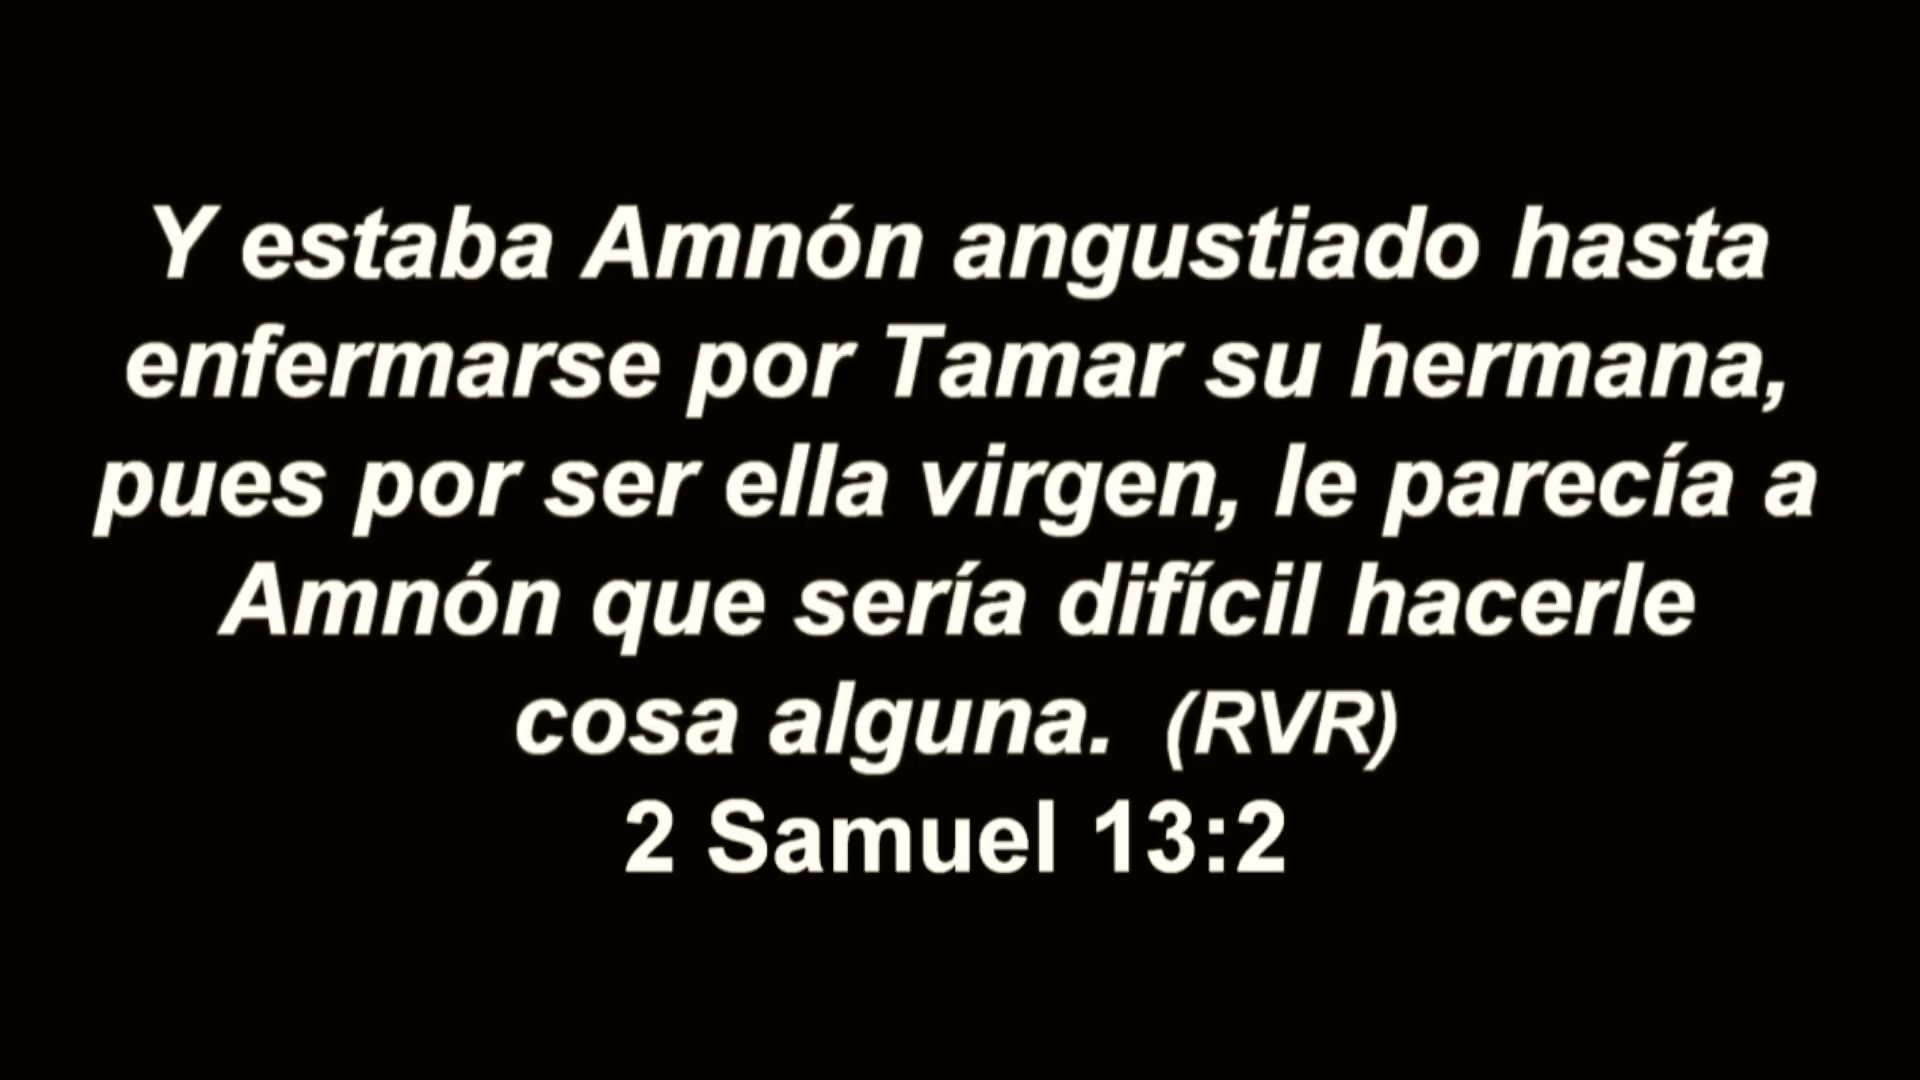 Y estaba Amnón angustiado hasta
enfermarse por Tamar su hermana,
pues por ser ella virgen, le parecía a
Amnón que sería difícil hacerle
cosa alguna. (RVR)
2 Samuel 13:2